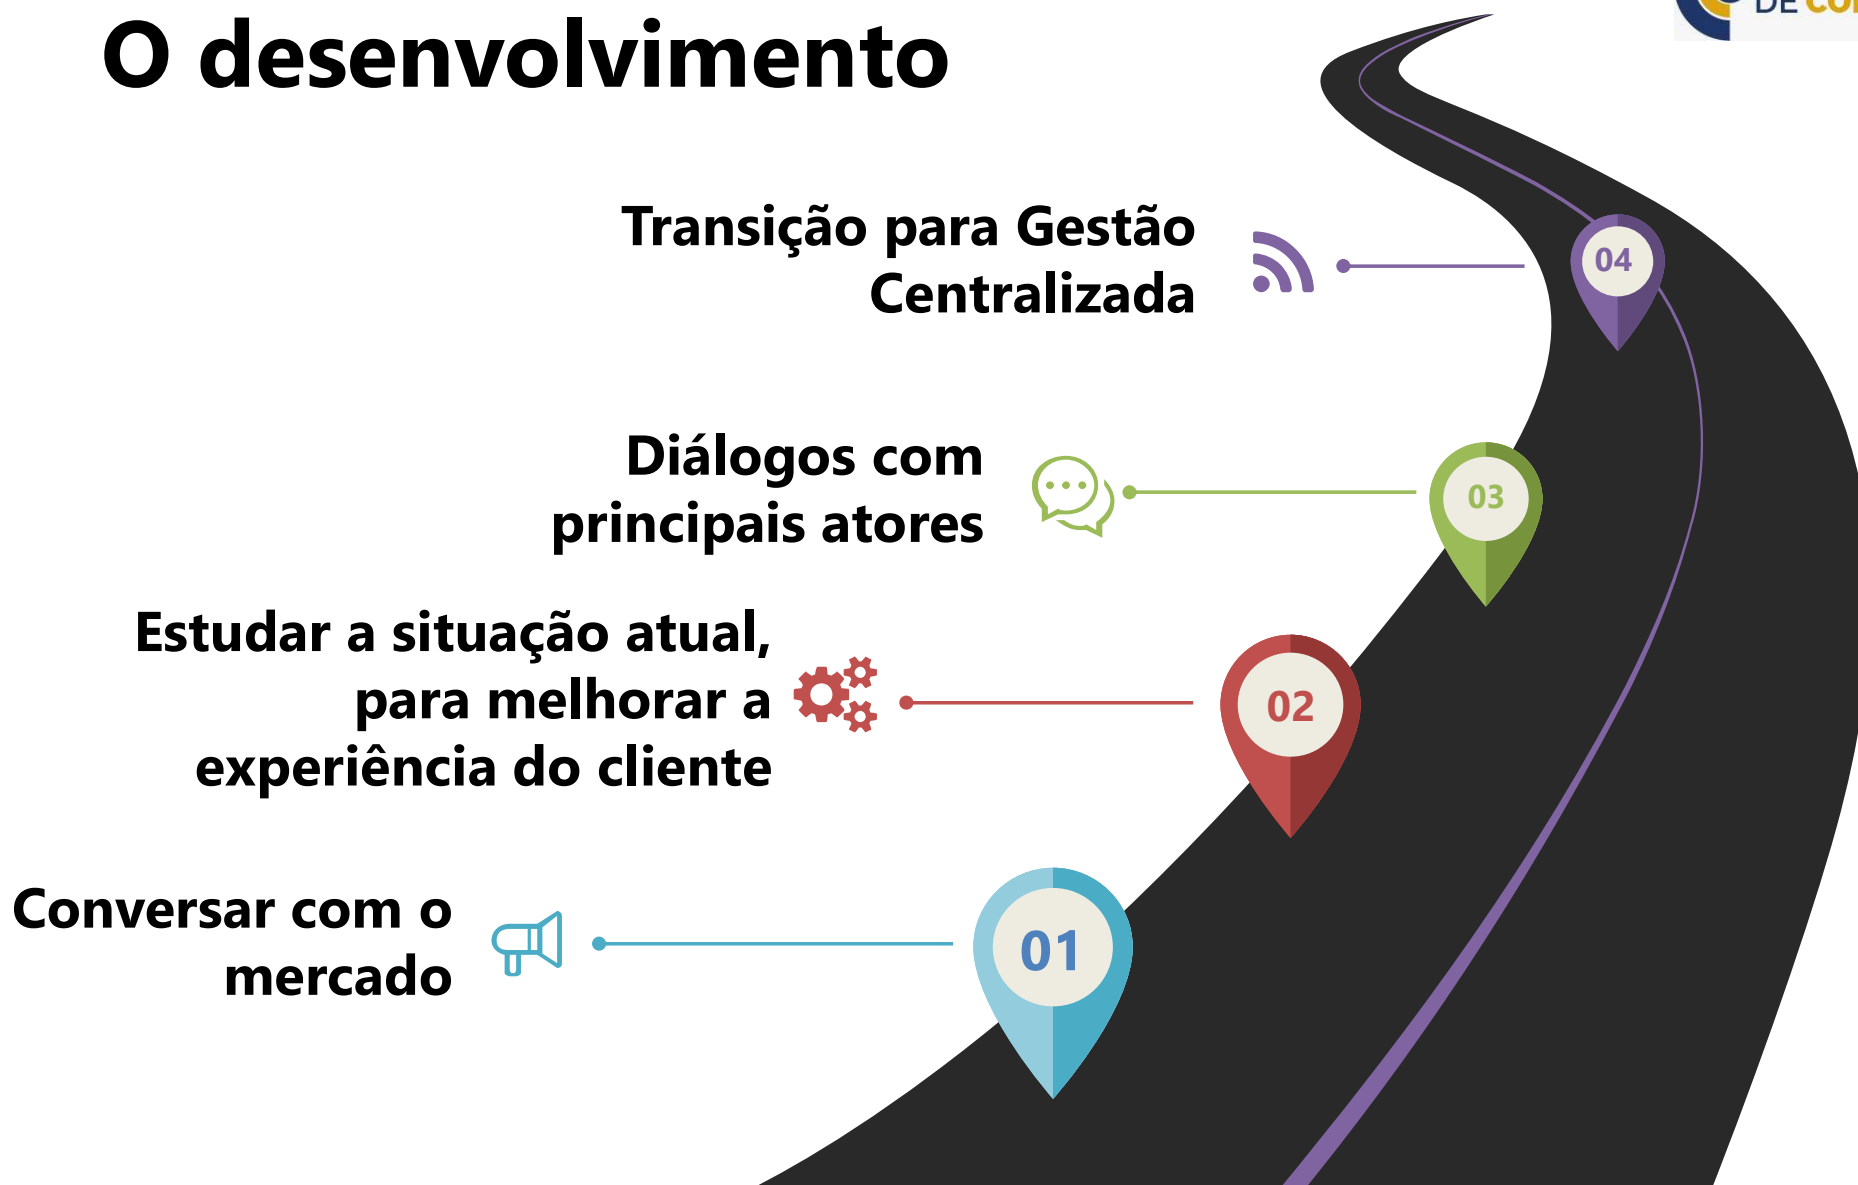 O desenvolvimento
DE
Transição para Gestão
Centralizada
04
Diálogos com
principais atores
03
Estudar a situação atual,
para melhorar a
experiência do cliente
02
Conversar com o
mercado
01